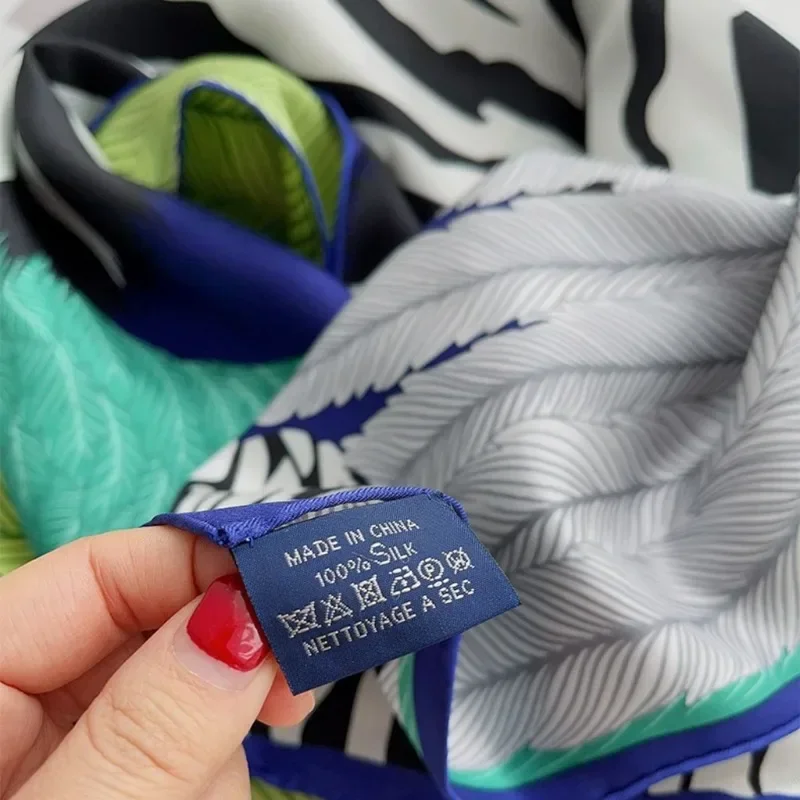 MADE IN CHINA
100% SILK
P
NETTOYAGE A SEC